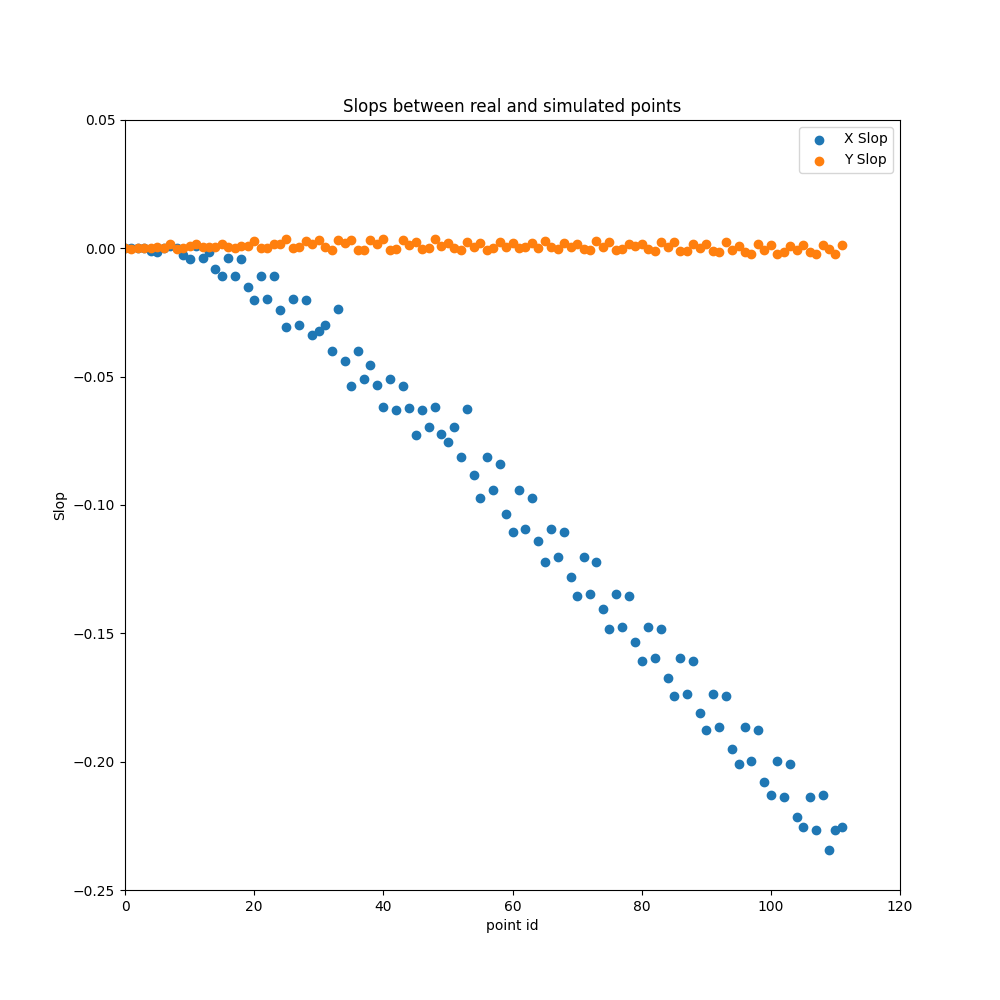 Slops between real and simulated points
X Slop
Y Slop
0.05
0.00
−0.05
−0.10
−0.15
−0.20
−0.25
Slop
0 20 40 60 80 100 120
point id